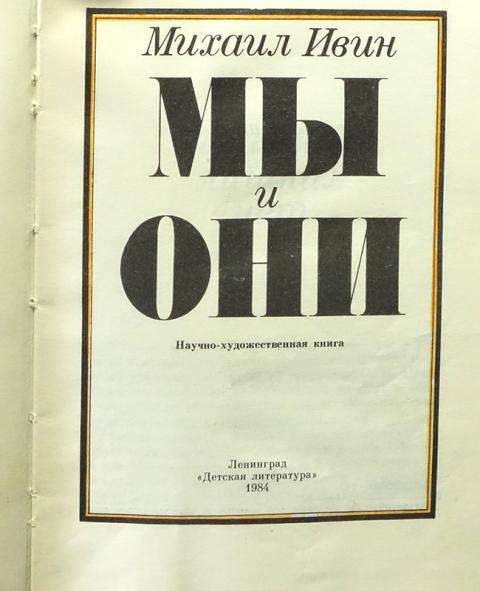 Михаил Ивин
МЫ
и
ОНИ
Научно-художественная книга
Ленинград
«Детская литература»
1984